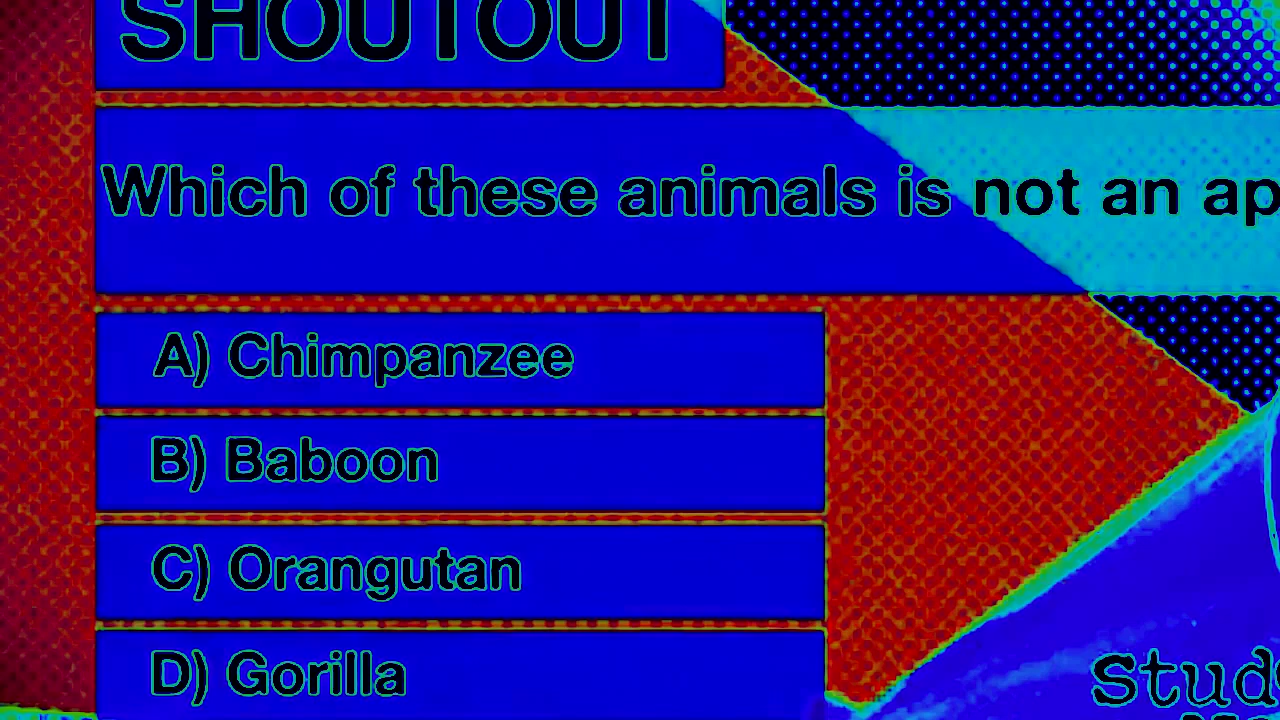 SHOUTOUT
Which of these animals is not an ap
A) Chimpanzee
B) Baboon
C) Orangutan
D) Gorilla
Stud